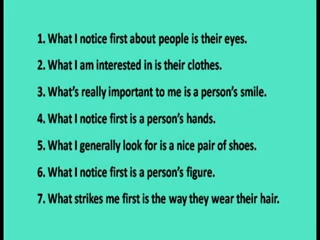 1. What I notice first about people is their eyes.
2. What I am interested in is their clothes.
3. What's really important to me is a person's smile.
4. What I notice first is a person's hands.
5. What I generally look for is a nice pair of shoes.
6. What I notice first is a person's figure.
7. What strikes me first is the way they wear their hair.